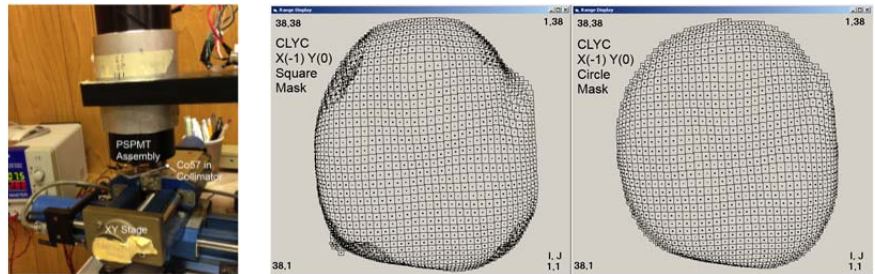 PSPMT
Assembly
Co57 in
Collimator
XY Stage
Range Display
38,38
1,38
CLYC
X(-1) Y(0)
Square
Mask
38,1
I, J
1,1
Range Display
38,38
1,38
CLYC
X(-1) Y(0)
Circle
Mask
38,1
I, J
1,1